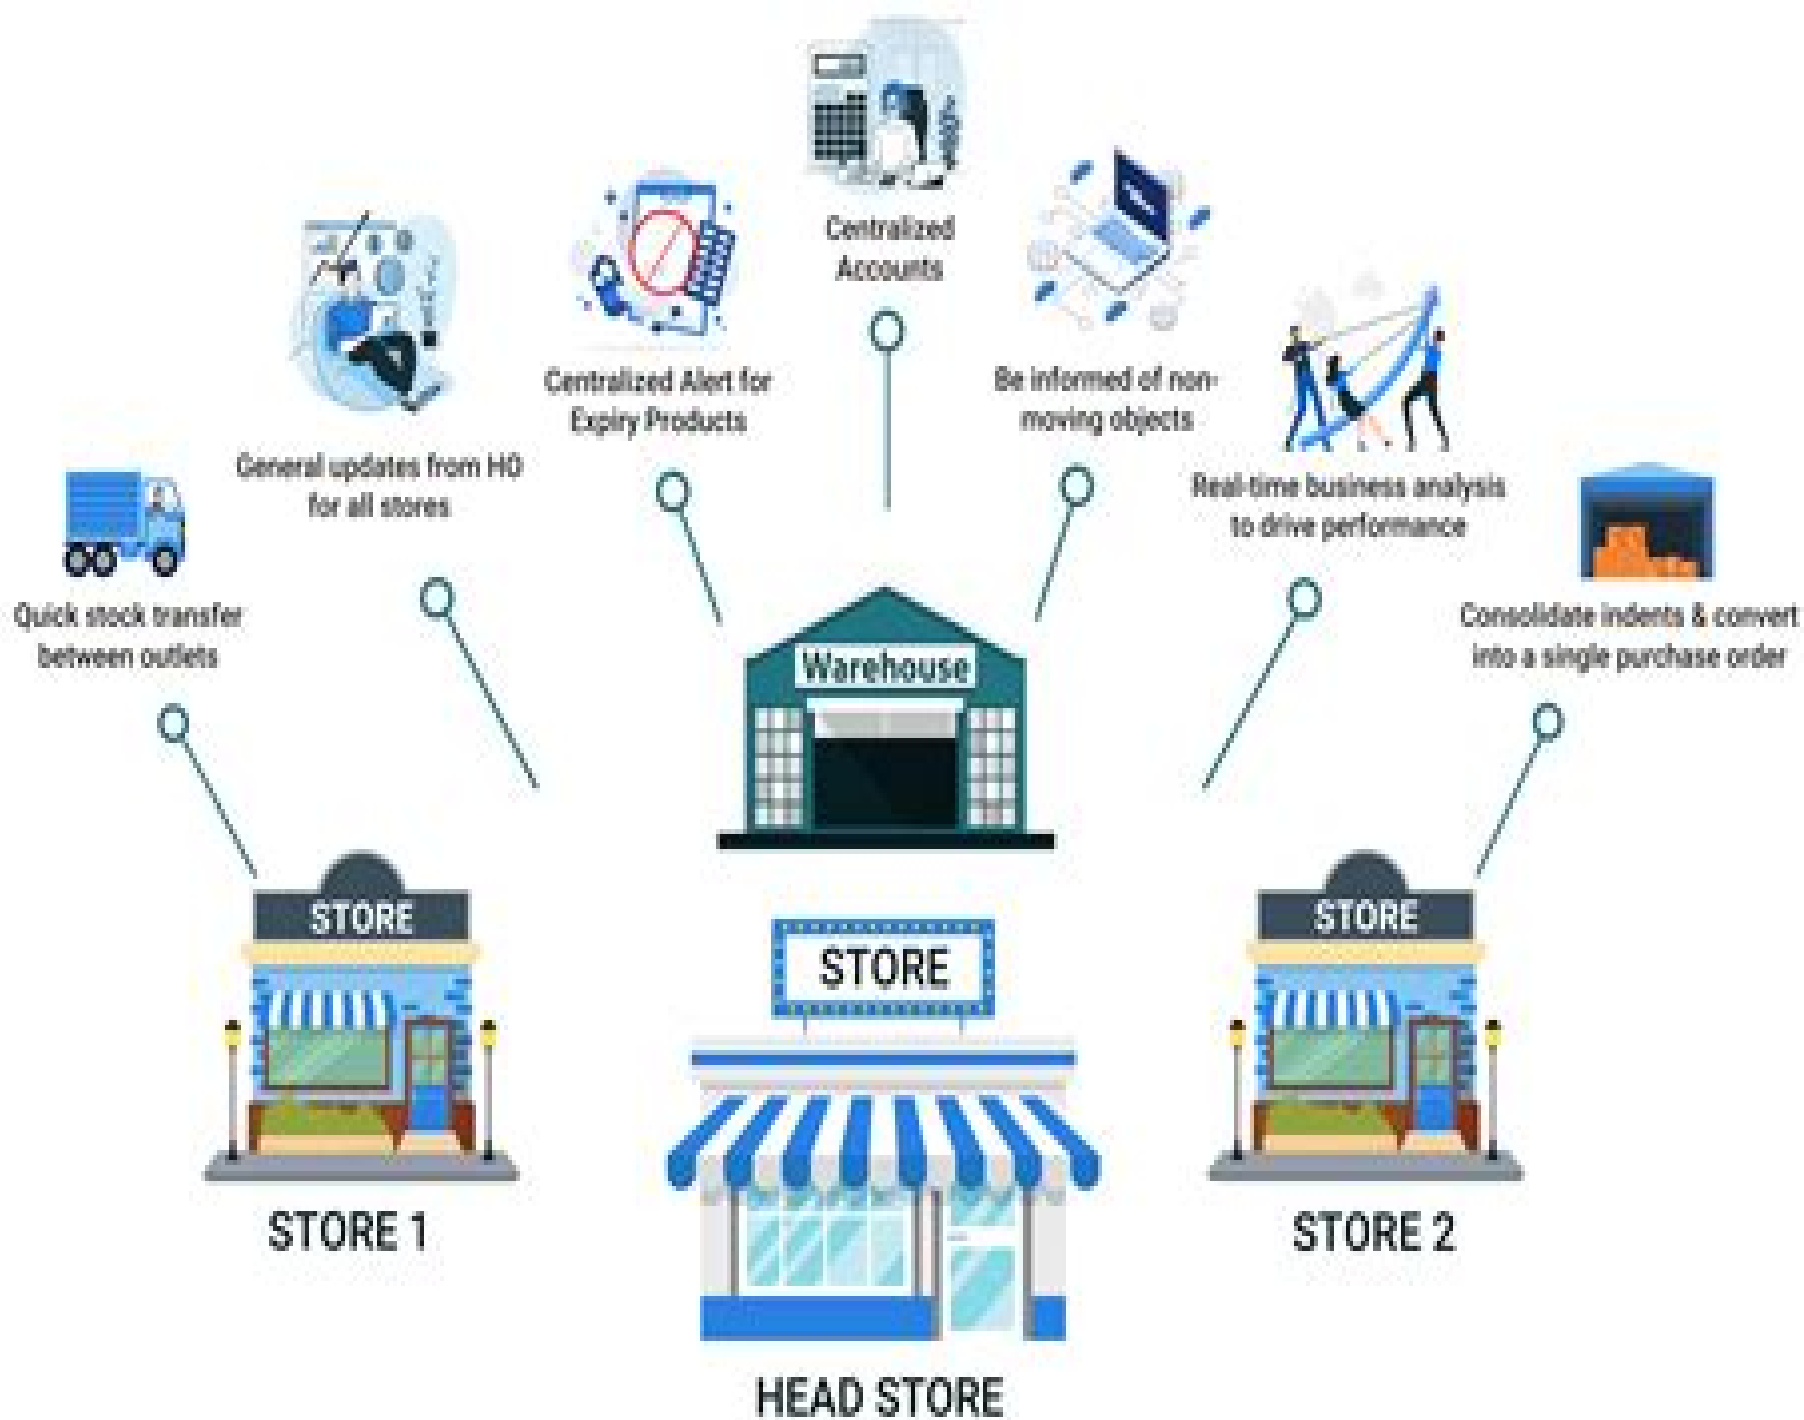 Centralized
Accounts
Centralized Alert for
Expiry Products
Be informed of non-
moving objects
General updates from HO
for all stores
Real-time business analysis
to drive performance
Quick stock transfer
between outlets
Consolidate indents & convert
into a single purchase order
Warehouse
STORE
STORE
STORE
STORE 1
STORE 2
HEAD STORE